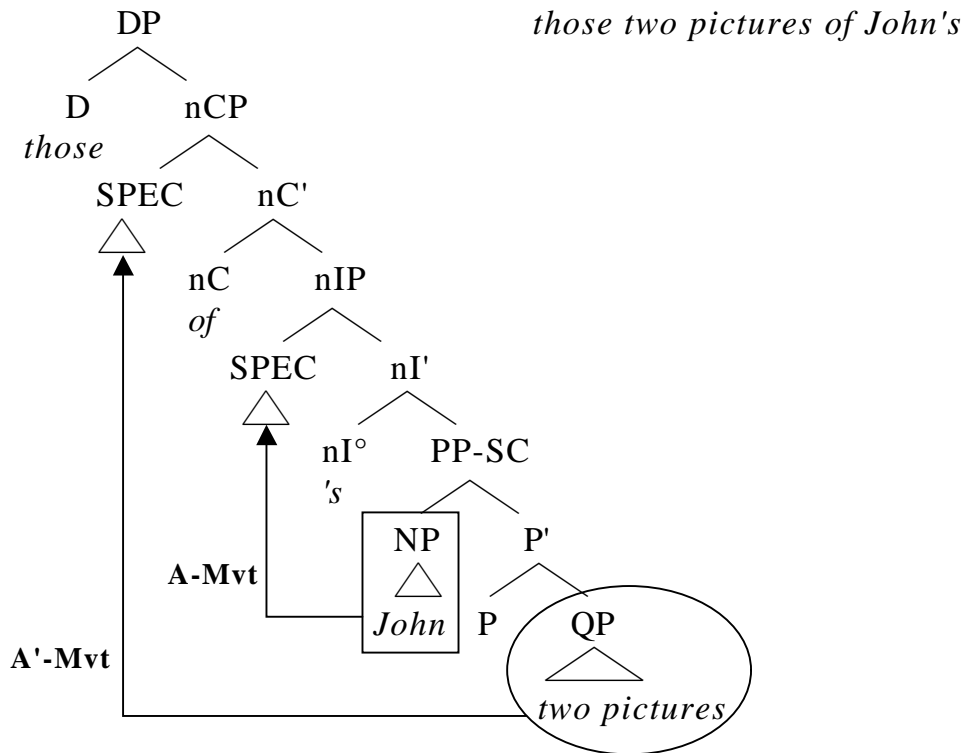 DP those two pictures of John's
D nCP
those
SPEC nC'
nC nIP
of
SPEC nI'
nI° PP-SC
's
NP P'
A-Mvt
John P QP
A'-Mvt
two pictures